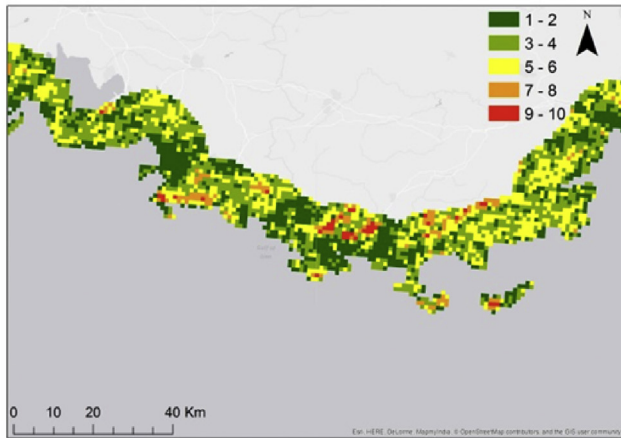 N
1 - 2
3 - 4
5 - 6
7 - 8
9 - 10
0 10 20 40 Km
Esri, HERE, DeLorme, MapmyIndia, © OpenStreetMap contributors, and the GIS user community